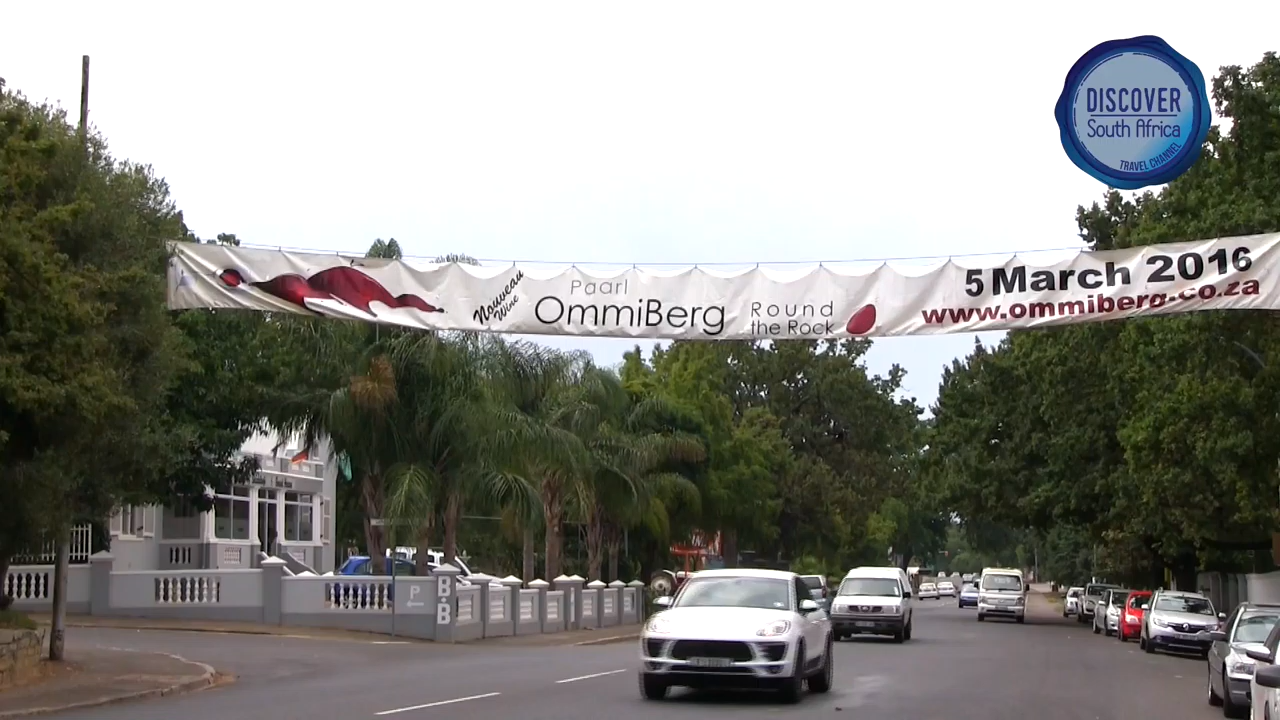 DISCOVER
South Africa
TRAVEL CHANNEL
Nouveau
Wine
Paarl
OmmiBerg
Round
the Rock
5 March 2016
www.ommiberg.co.za
P
B&B